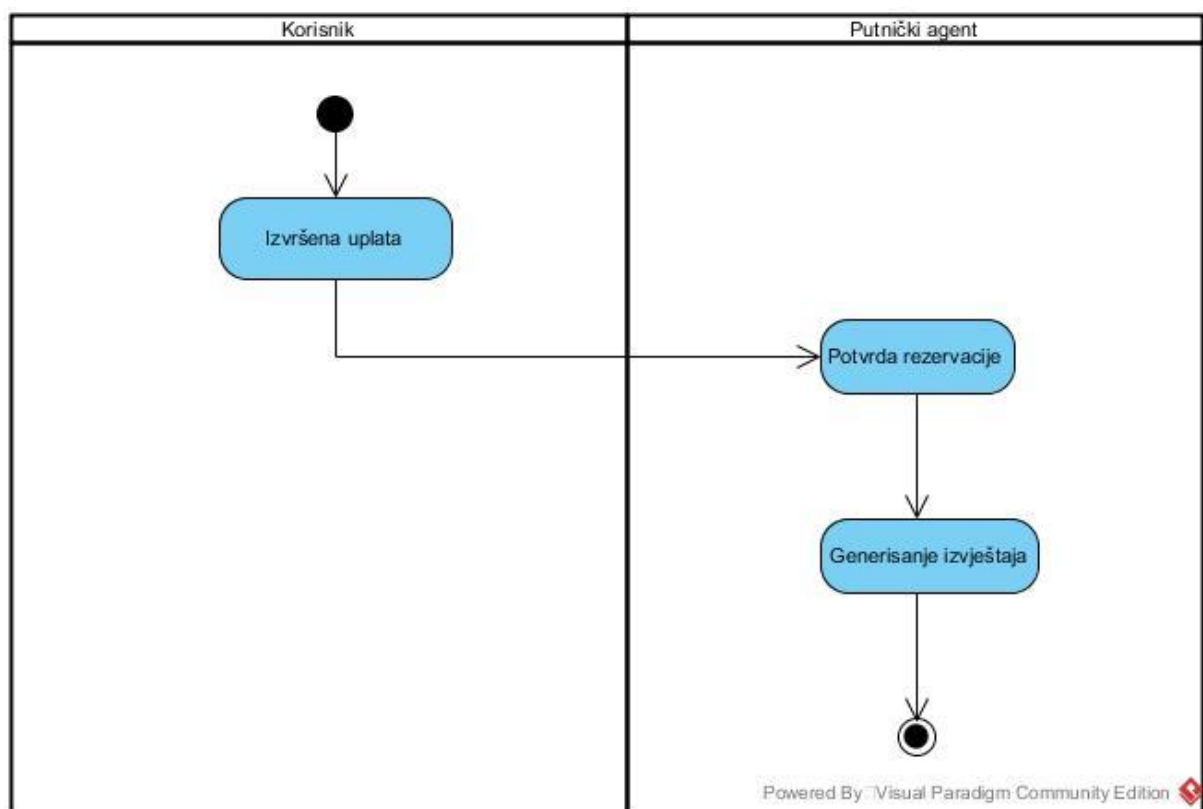 Korisnik
Putnički agent
Izvršena uplata
Potvrda rezervacije
Generisanje izvještaja
Powered By Visual Paradigm Community Edition